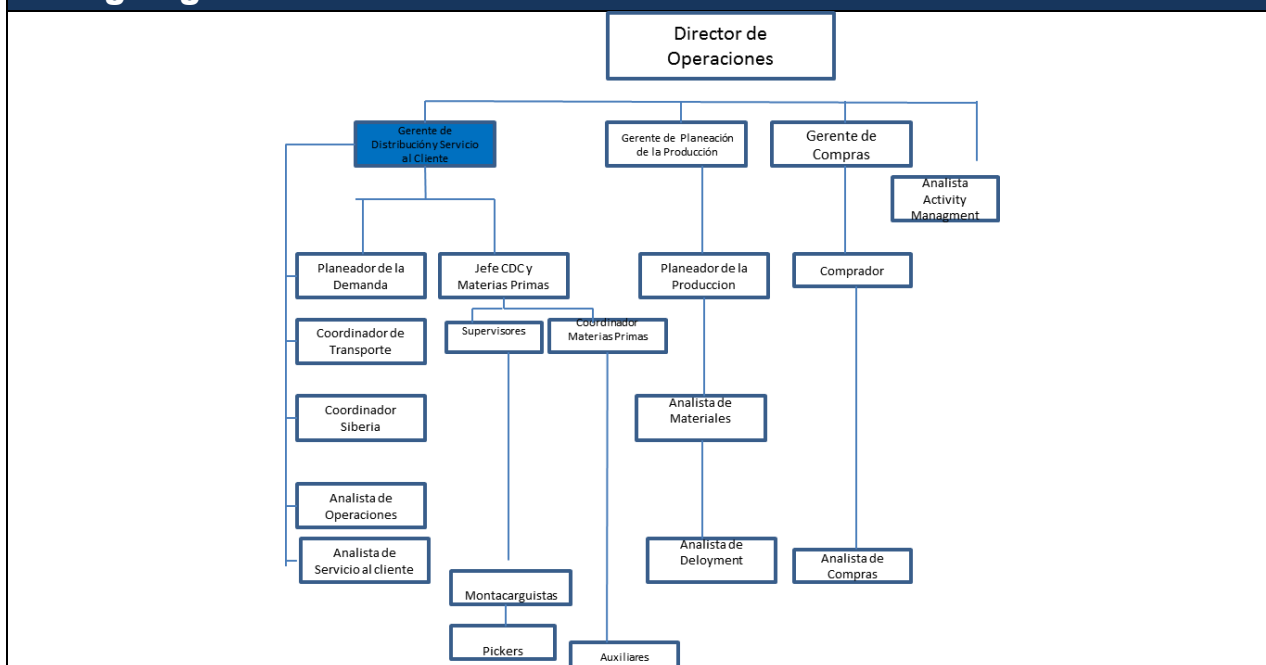 Director de
Operaciones
Gerente de
Distribución y Servicio
al Cliente
Gerente de Planeación
de la Producción
Gerente de
Compras
Analista
Activity
Managment
Planeador de la
Demanda
Jefe CDC y
Materias Primas
Planeador de la
Produccion
Comprador
Coordinador de
Transporte
Supervisores
Coordinador
Materias Primas
Coordinador
Siberia
Analista de
Materiales
Analista de
Operaciones
Analista de
Servicio al cliente
Analista de
Deloyment
Analista de
Compras
Montacarguistas
Pickers
Auxiliares